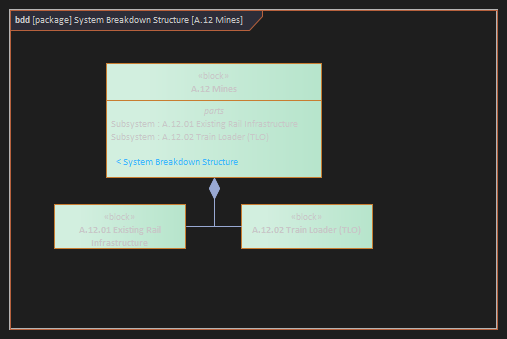 bdd [package] System Breakdown Structure [A.12 Mines]
«block»
A.12 Mines
parts
Subsystem : A.12.01 Existing Rail Infrastructure
Subsystem : A.12.02 Train Loader (TLO)
< System Breakdown Structure
«block»
A.12.01 Existing Rail
Infrastructure
«block»
A.12.02 Train Loader (TLO)